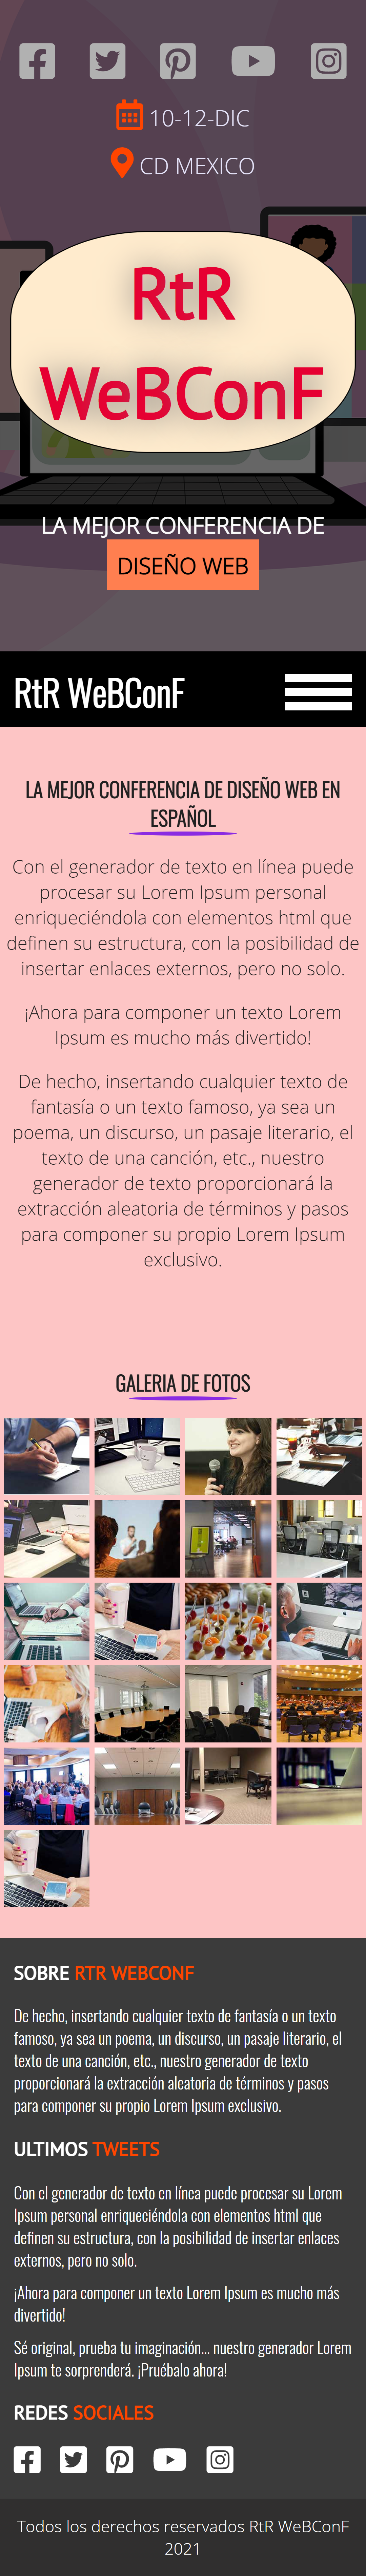 10-12-DIC
CD MEXICO
RtR
WeBConF
LA MEJOR CONFERENCIA DE
DISEÑO WEB
RtR WeBConF
LA MEJOR CONFERENCIA DE DISEÑO WEB EN
ESPAÑOL
Con el generador de texto en línea puede
procesar su Lorem Ipsum personal
enriqueciéndola con elementos html que
definen su estructura, con la posibilidad de
insertar enlaces externos, pero no solo.
¡Ahora para componer un texto Lorem
Ipsum es mucho más divertido!
De hecho, insertando cualquier texto de
fantasía o un texto famoso, ya sea un
poema, un discurso, un pasaje literario, el
texto de una canción, etc., nuestro
generador de texto proporcionará la
extracción aleatoria de términos y pasos
para componer su propio Lorem Ipsum
exclusivo.
GALERIA DE FOTOS
SOBRE RTR WEBCONF
De hecho, insertando cualquier texto de fantasía o un texto
famoso, ya sea un poema, un discurso, un pasaje literario, el
texto de una canción, etc., nuestro generador de texto
proporcionará la extracción aleatoria de términos y pasos
para componer su propio Lorem Ipsum exclusivo.
ULTIMOS TWEETS
Con el generador de texto en línea puede procesar su Lorem
Ipsum personal enriqueciéndola con elementos html que
definen su estructura, con la posibilidad de insertar enlaces
externos, pero no solo.
¡Ahora para componer un texto Lorem Ipsum es mucho más
divertido!
Sé original, prueba tu imaginación... nuestro generador Lorem
Ipsum te sorprenderá. ¡Pruébalo ahora!
REDES SOCIALES
Todos los derechos reservados RtR WeBConF
2021